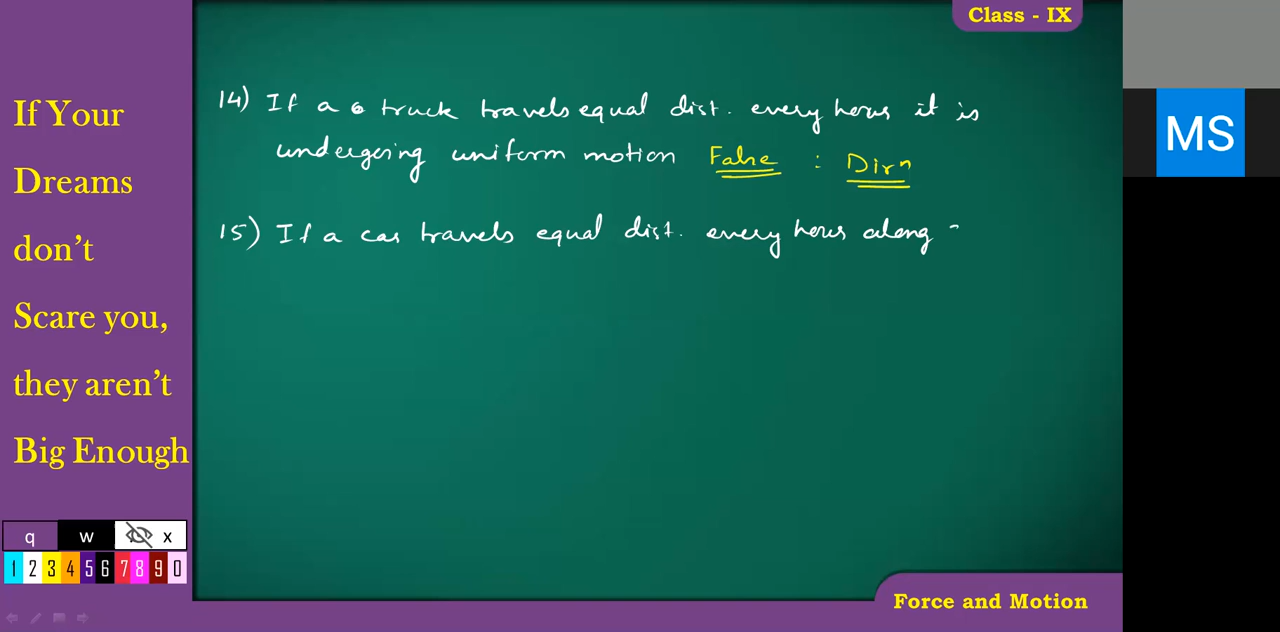 Class - IX
If Your
Dreams
don't
Scare you,
they aren't
Big Enough
14) If a truck travels equal dist. every hour it is
undergoing uniform motion False : Dirⁿ
15) If a car travels equal dist. every hour along
MS
q w x
1 2 3 4 5 6 7 8 9 0
Force and Motion